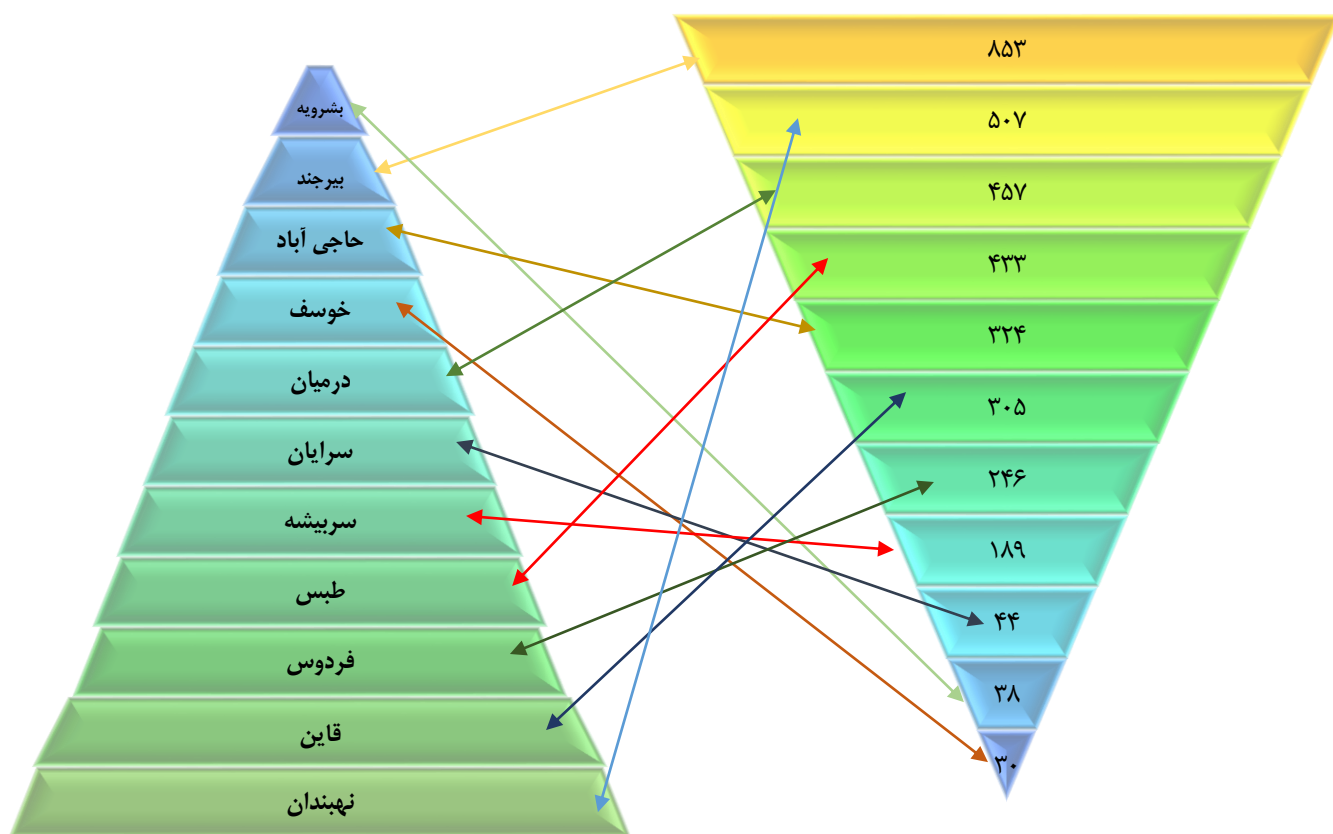 بشرویه
بیرجند
حاجی آباد
خوسف
درمیان
سرایان
سربیشه
طبس
فردوس
قاین
نهبندان
۸۵۳
۵۰۷
۴۵۷
۴۳۳
۳۲۴
۳۰۵
۲۴۶
۱۸۹
۴۴
۳۸
۳۰